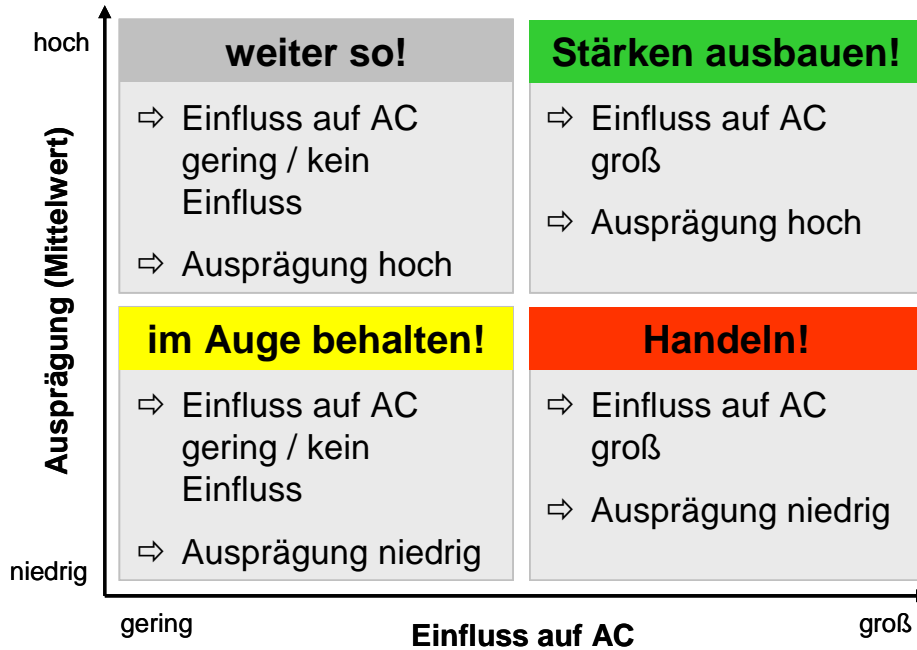 hoch
Ausprägung (Mittelwert)
niedrig
weiter so!
⇨ Einfluss auf AC
gering / kein
Einfluss
⇨ Ausprägung hoch
Stärken ausbauen!
⇨ Einfluss auf AC
groß
⇨ Ausprägung hoch
im Auge behalten!
⇨ Einfluss auf AC
gering / kein
Einfluss
⇨ Ausprägung niedrig
Handeln!
⇨ Einfluss auf AC
groß
⇨ Ausprägung niedrig
gering
Einfluss auf AC
groß